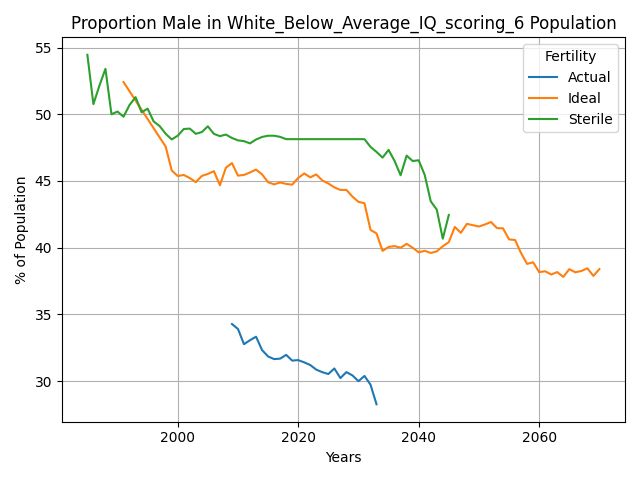 Proportion Male in White_Below_Average_IQ_scoring_6 Population
Fertility
Actual
Ideal
Sterile
% of Population
55
50
45
40
35
30
2000
2020
2040
2060
Years